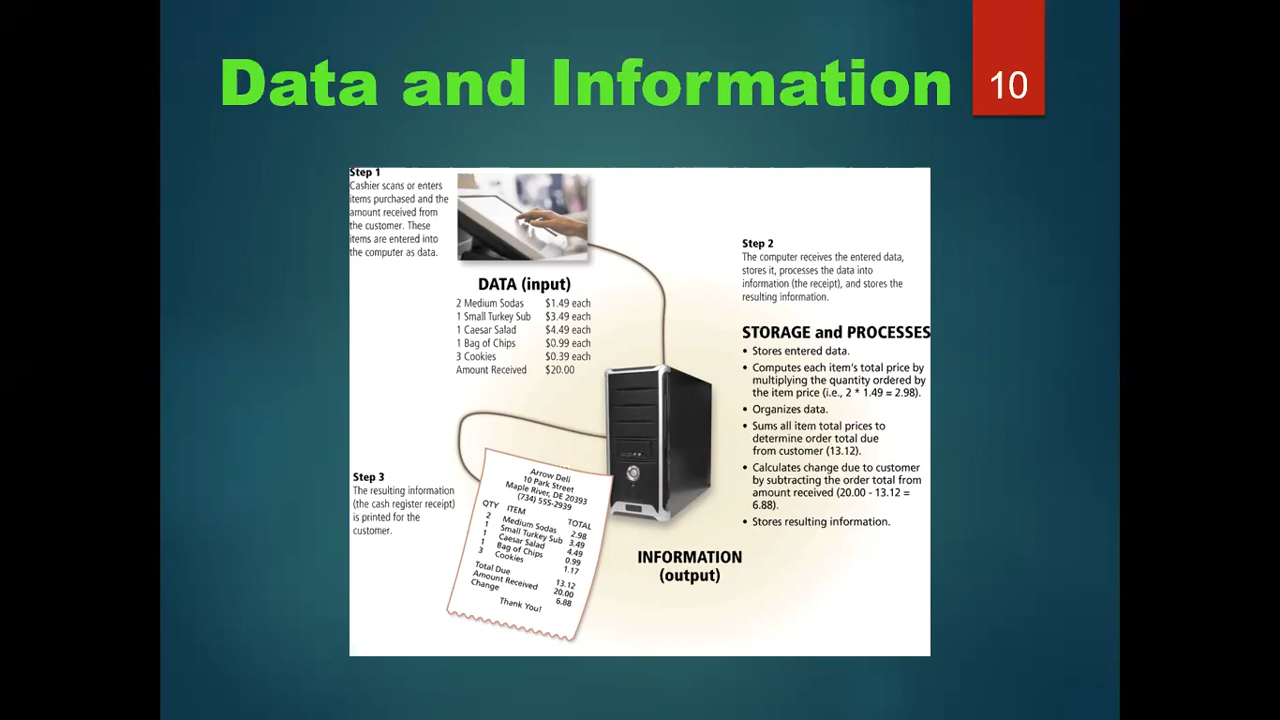 Data and Information
10
Step 1
Cashier scans or enters
items purchased and the
amount received from
the customer. These
items are entered into
the computer as data.
DATA (input)
2 Medium Sodas $1.49 each
1 Small Turkey Sub $3.49 each
1 Caesar Salad $4.49 each
1 Bag of Chips $0.99 each
3 Cookies $0.39 each
Amount Received $20.00
Step 2
The computer receives the entered data,
stores it, processes the data into
information (the receipt), and stores the
resulting information.
STORAGE and PROCESSES
• Stores entered data.
• Computes each item's total price by
multiplying the quantity ordered by
the item price (i.e., 2 * 1.49 = 2.98).
• Organizes data.
• Sums all item total prices to
determine order total due
from customer (13.12).
• Calculates change due to customer
by subtracting the order total from
amount received (20.00 - 13.12 =
6.88).
• Stores resulting information.
Step 3
The resulting information
(the cash register receipt)
is printed for the
customer.
Arrow Deli
10 Park Street
Maple River, DE 20393
(734) 555-2939
QTY ITEM TOTAL
2 Medium Sodas 2.98
1 Small Turkey Sub 3.49
1 Caesar Salad 4.49
1 Bag of Chips 0.99
3 Cookies 1.17
Total Due 13.12
Amount Received 20.00
Change 6.88
Thank You!
INFORMATION
(output)